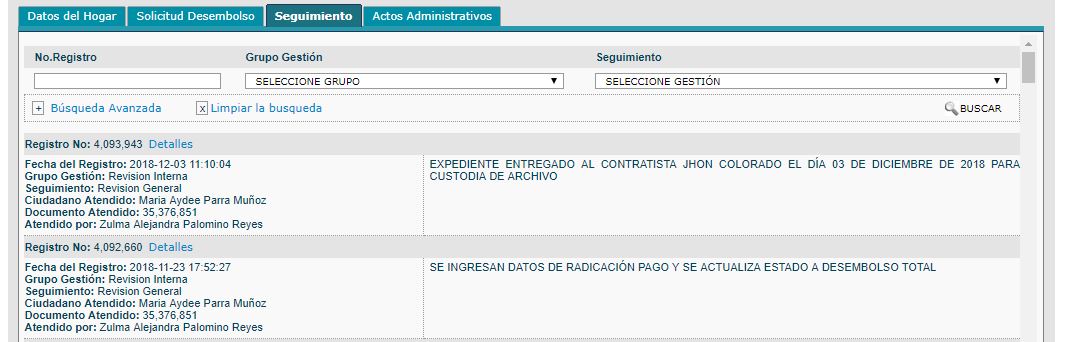 Datos del Hogar Solicitud Desembolso Seguimiento Actos Administrativos
No.Registro Grupo Gestión Seguimiento
SELECCIONE GRUPO SELECCIONE GESTIÓN
+ Búsqueda Avanzada x Limpiar la busqueda BUSCAR
Registro No: 4,093,943 Detalles
Fecha del Registro: 2018-12-03 11:10:04
Grupo Gestión: Revision Interna
Seguimiento: Revision General
Ciudadano Atendido: Maria Aydee Parra Muñoz
Documento Atendido: 35,376,851
Atendido por: Zulma Alejandra Palomino Reyes
EXPEDIENTE ENTREGADO AL CONTRATISTA JHON COLORADO EL DÍA 03 DE DICIEMBRE DE 2018 PARA
CUSTODIA DE ARCHIVO
Registro No: 4,092,660 Detalles
Fecha del Registro: 2018-11-23 17:52:27
Grupo Gestión: Revision Interna
Seguimiento: Revision General
Ciudadano Atendido: Maria Aydee Parra Muñoz
Documento Atendido: 35,376,851
Atendido por: Zulma Alejandra Palomino Reyes
SE INGRESAN DATOS DE RADICACIÓN PAGO Y SE ACTUALIZA ESTADO A DESEMBOLSO TOTAL